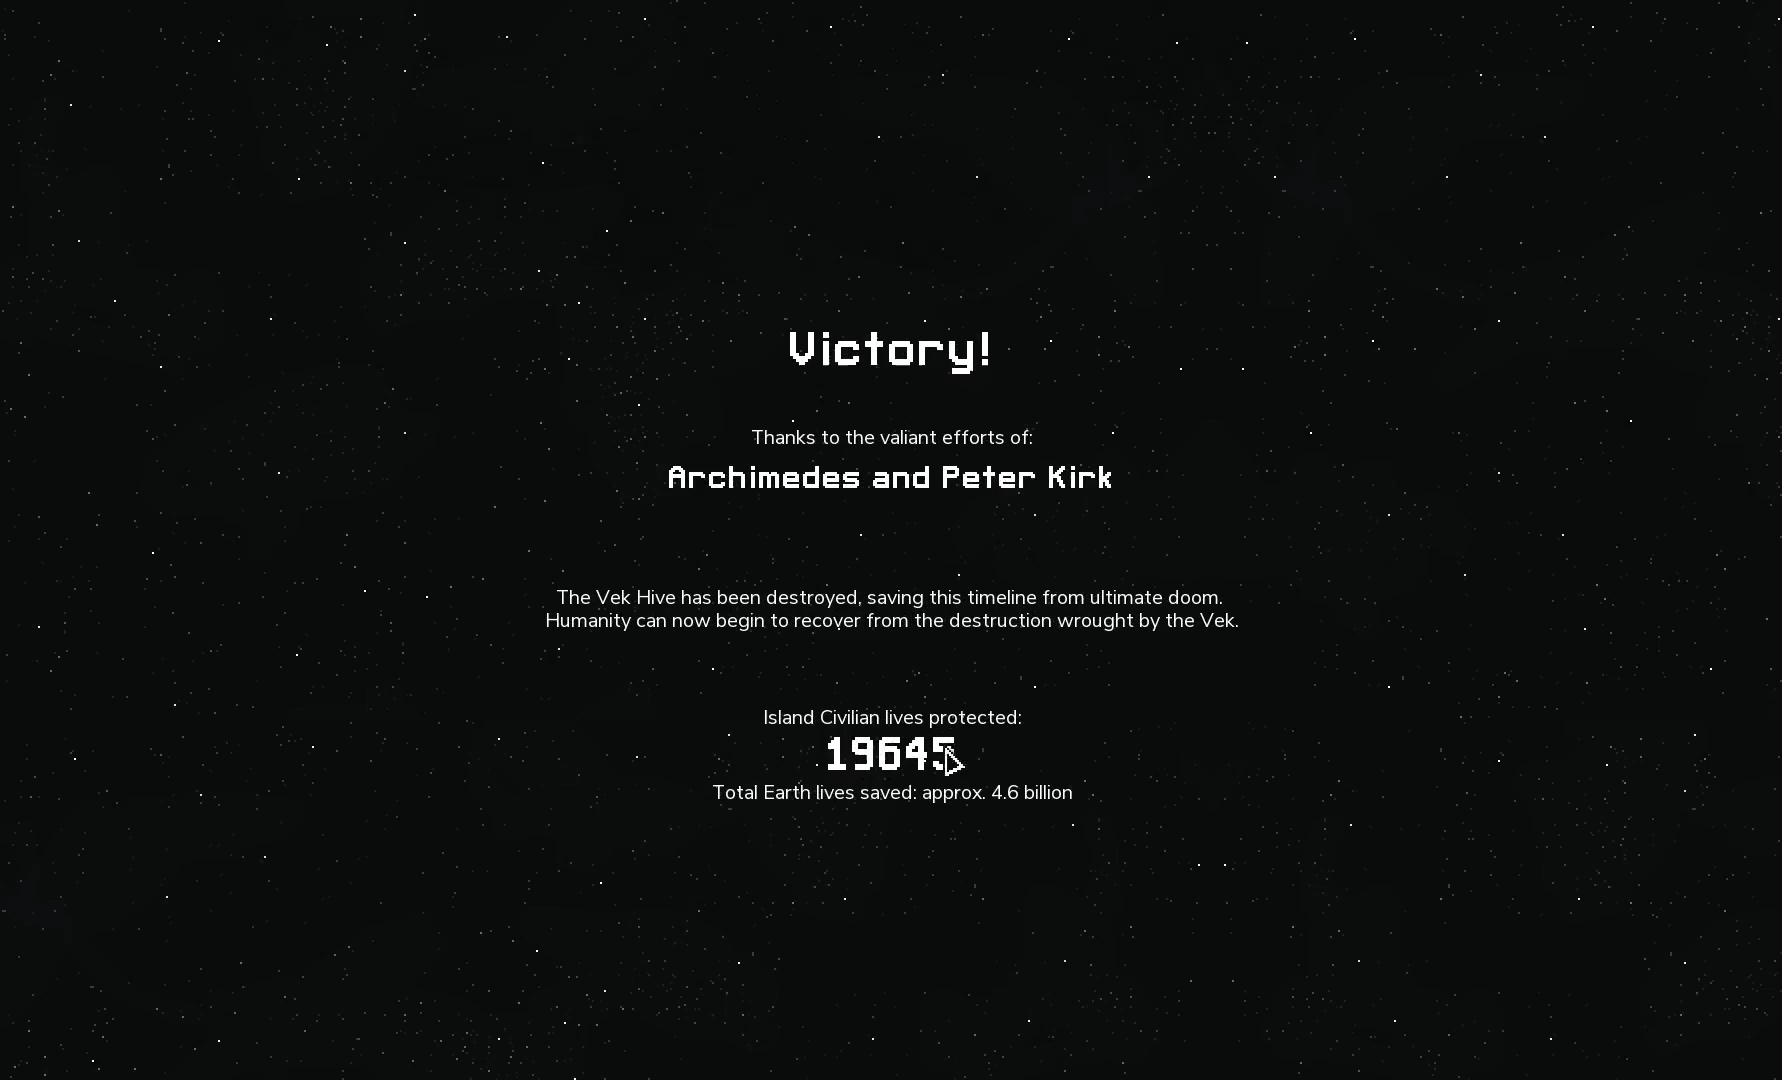 Victory!
Thanks to the valiant efforts of:
Archimedes and Peter Kirk
The Vek Hive has been destroyed, saving this timeline from ultimate doom.
Humanity can now begin to recover from the destruction wrought by the Vek.
Island Civilian lives protected:
19645
Total Earth lives saved: approx. 4.6 billion